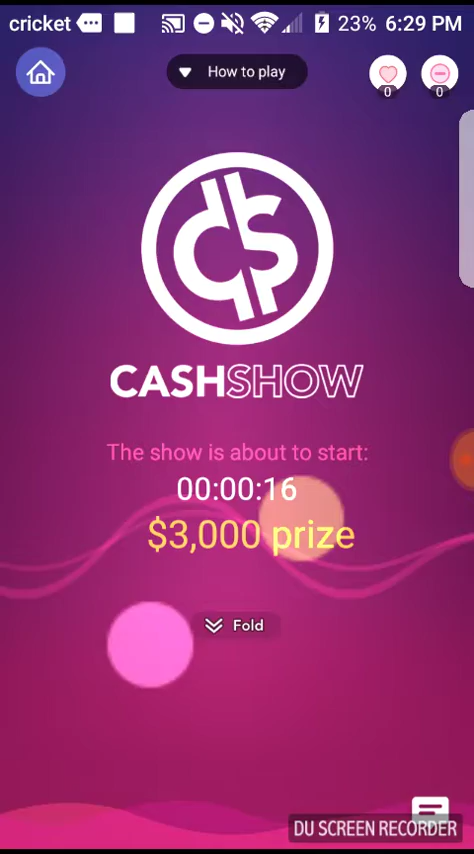 cricket 23% 6:29 PM
How to play
0 0
CS
CASHSHOW
The show is about to start:
00:00:16
$3,000 prize
Fold
DU SCREEN RECORDER